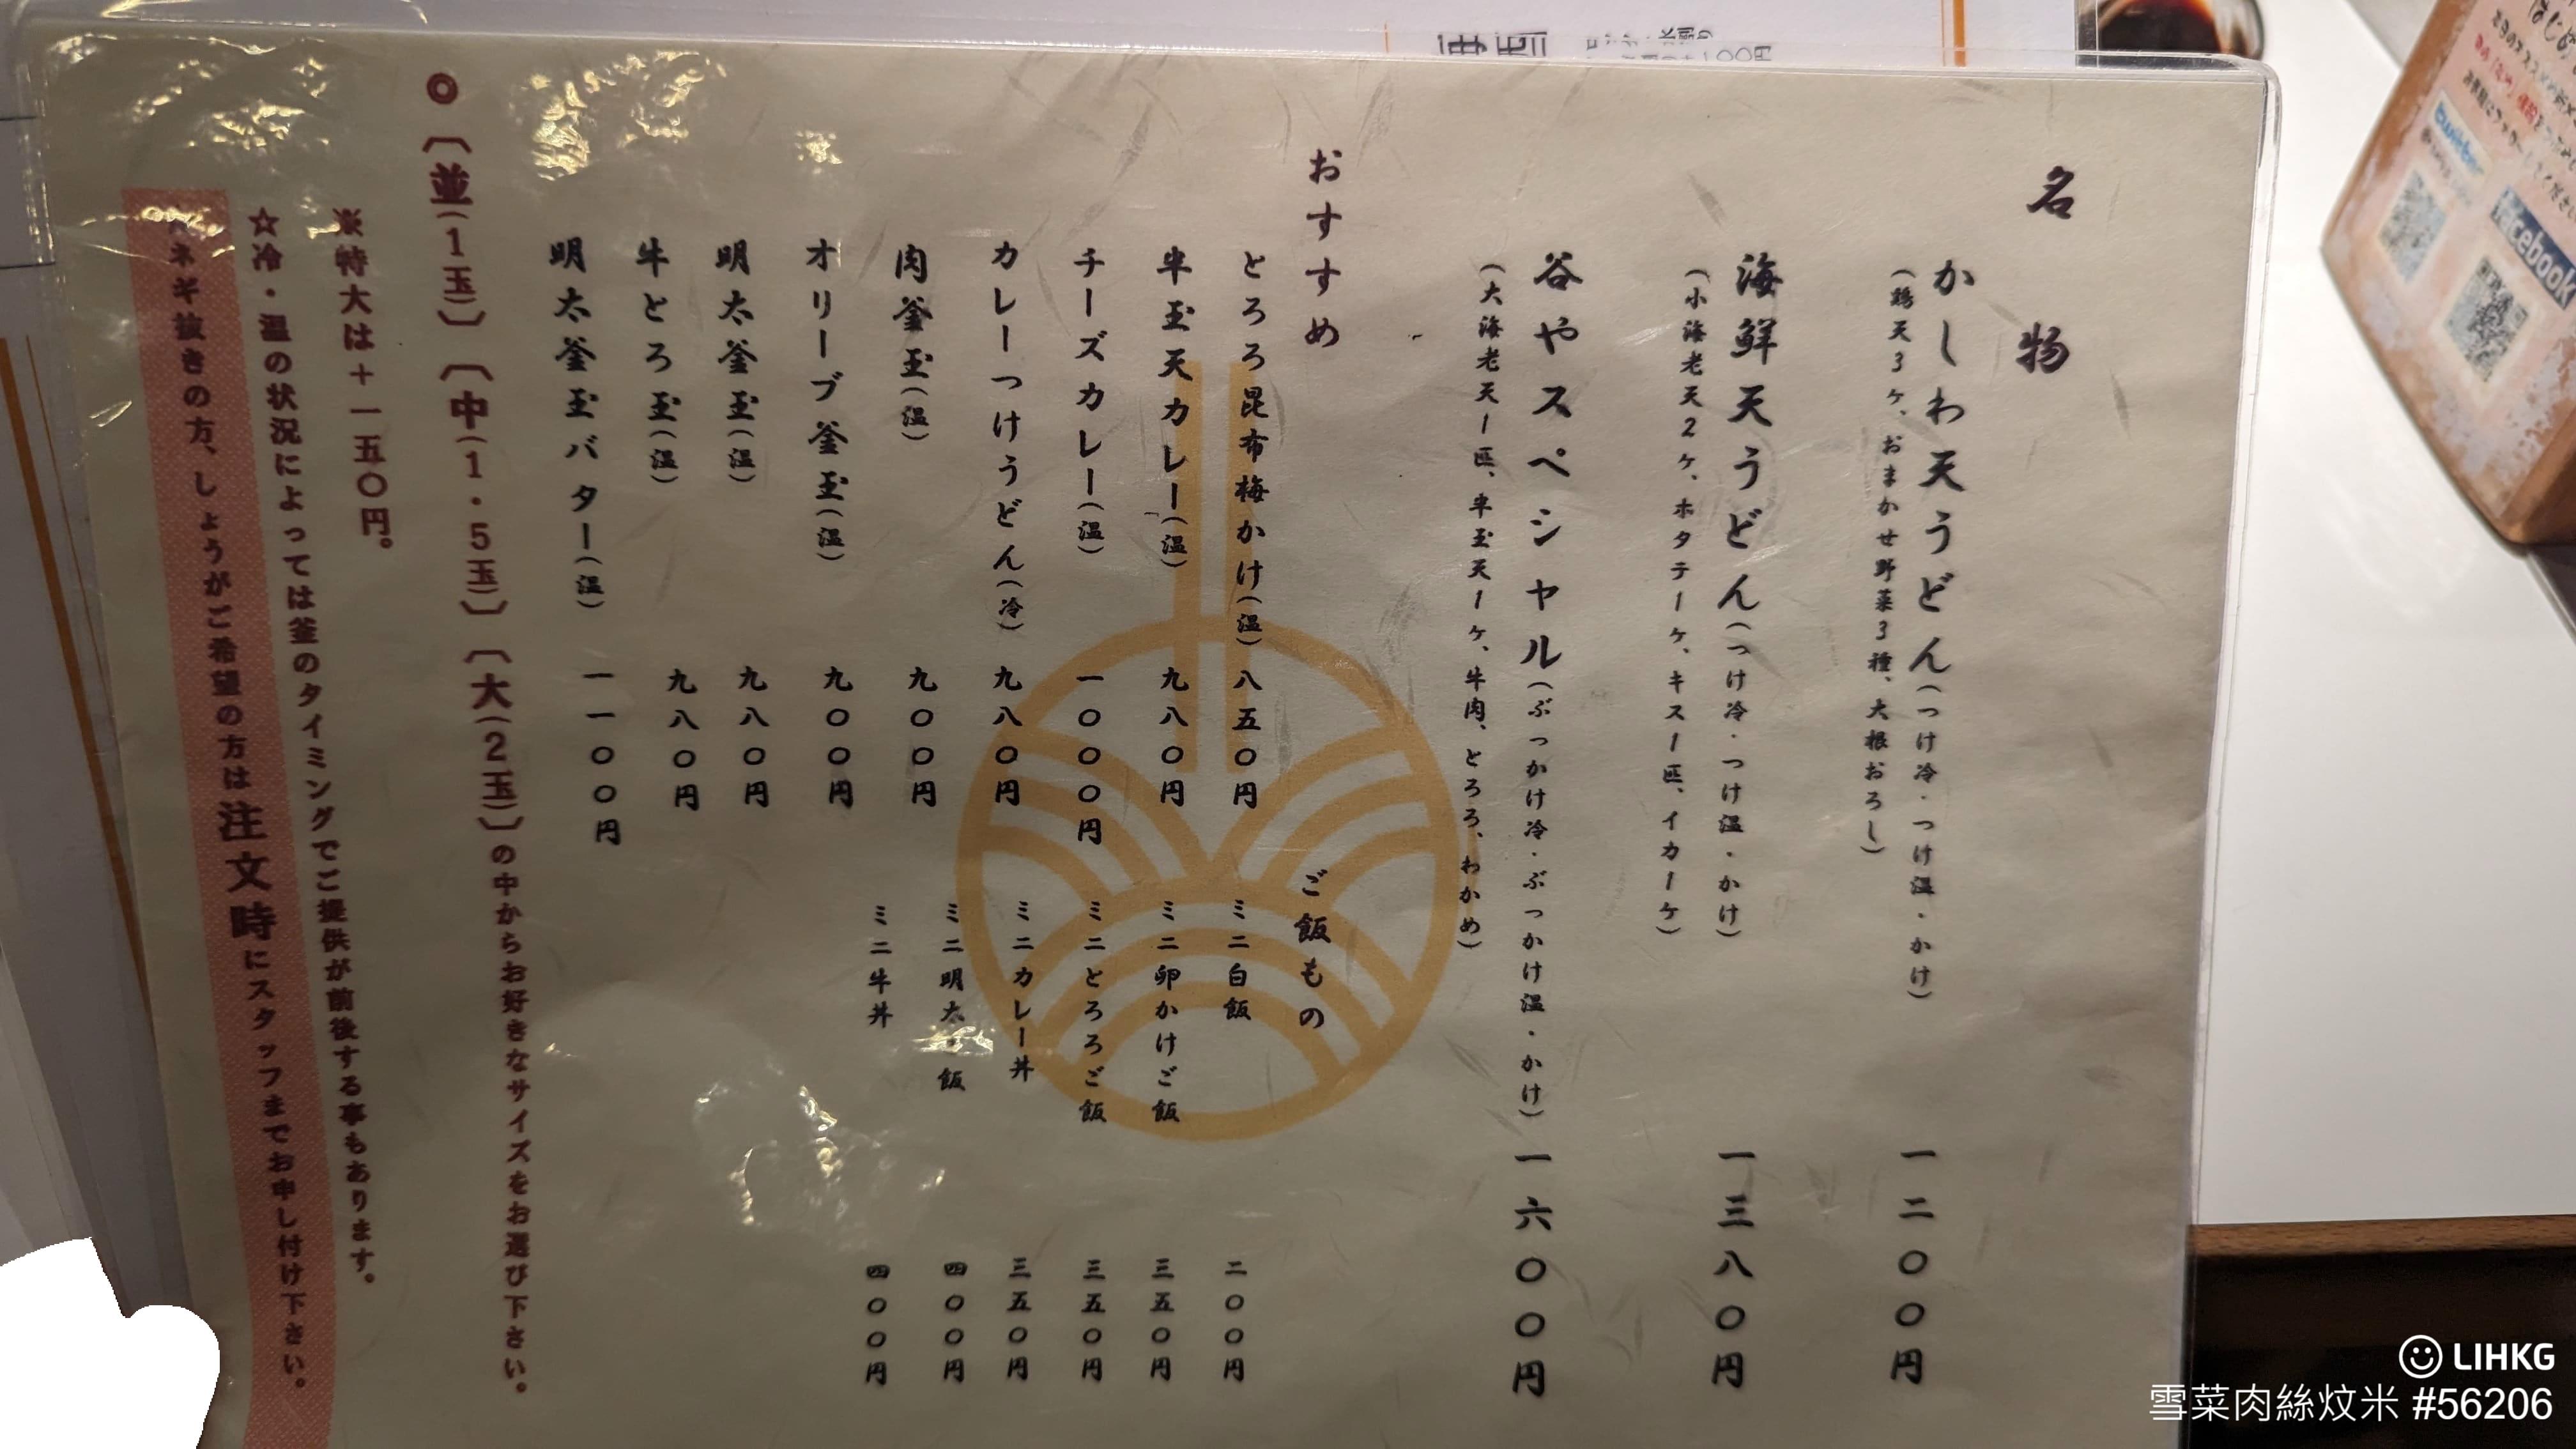 名物
かしわ天うどん(つけ冷・つけ温・かけ) 一二〇〇円
(鶏天3ヶ、おまかせ野菜3種、大根おろし)
海鮮天うどん(つけ冷・つけ温・かけ) 一三八〇円
(小海老天2ヶ、ホタテ一ヶ、キス1匹、イカ一ヶ)
谷やスペシャル(ぶっかけ冷・ぶっかけ温・かけ) 一六〇〇円
(大海老天1匹、半玉天1ヶ、牛肉、とろろ、わかめ)
おすすめ
とろろ昆布梅かけ(温) 八五〇円
半玉天カレー(温) 九八〇円
チーズカレー(温) 一〇〇〇円
カレーつけうどん(冷) 九八〇円
肉釜玉(温) 九〇〇円
オリーブ釜玉(温) 九〇〇円
明太釜玉(温) 九八〇円
牛とろ玉(温) 九八〇円
明太釜玉バター(温) 一一〇〇円
ご飯もの
ミニ白飯 二〇〇円
ミニ卵かけご飯 三五〇円
ミニとろろご飯 三五〇円
ミニカレー丼 三五〇円
ミニ明太 飯 四〇〇円
ミニ牛丼 四〇〇円
◎〔並(1玉)〕〔中(1・5玉)〕〔大(2玉)〕の中からお好きなサイズをお選び下さい。
※特大は+一五〇円。
☆冷・温の状況によっては釜のタイミングでご提供が前後する事もあります。
ネギ抜きの方、しょうがご希望の方は注文時にスタッフまでお申し付け下さい。
twitter
facebook
LIHKG
雪菜肉絲炆米 #56206